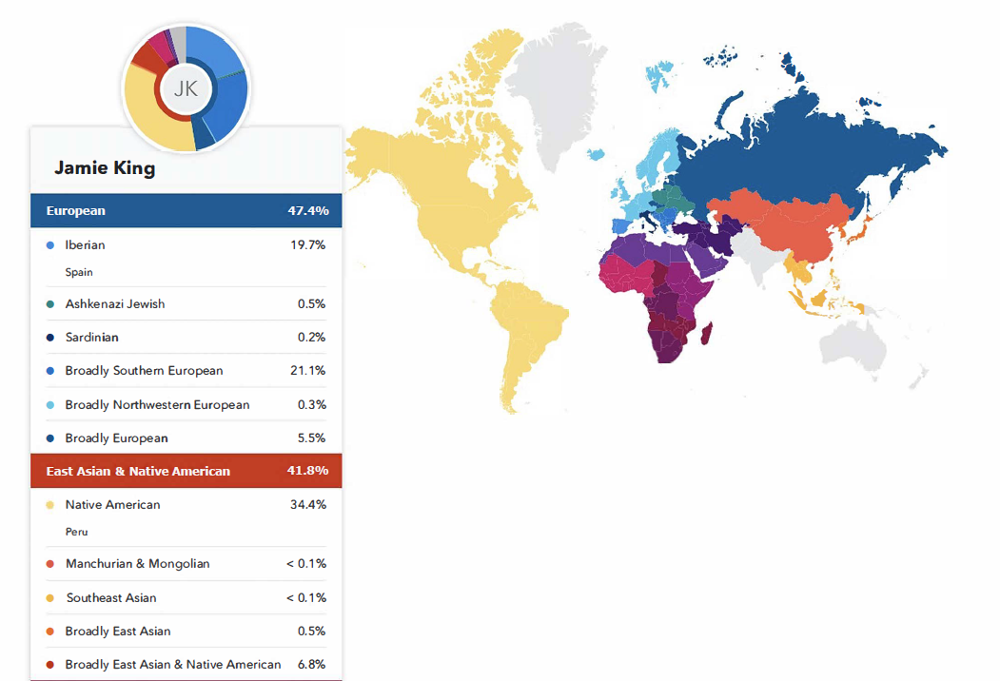 JK
Jamie King
European 47.4%
Iberian 19.7%
Spain
Ashkenazi Jewish 0.5%
Sardinian 0.2%
Broadly Southern European 21.1%
Broadly Northwestern European 0.3%
Broadly European 5.5%
East Asian & Native American 41.8%
Native American 34.4%
Peru
Manchurian & Mongolian < 0.1%
Southeast Asian < 0.1%
Broadly East Asian 0.5%
Broadly East Asian & Native American 6.8%